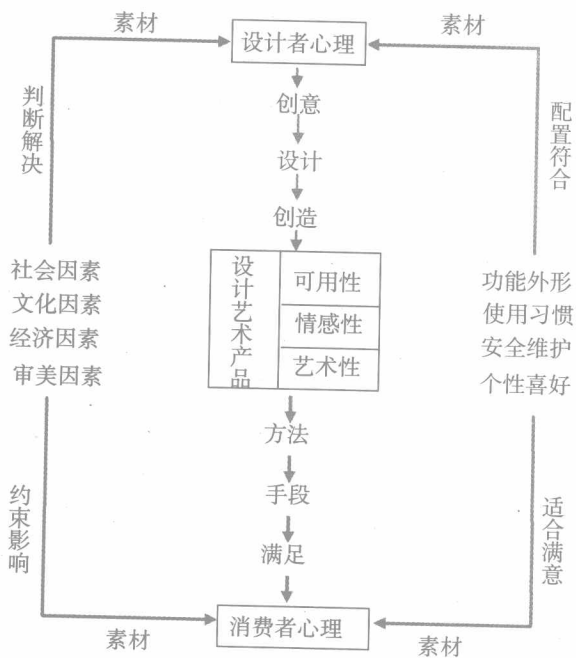 素材
设计者心理
素材
判断解决
创意
设计
创造
配置符合
社会因素
文化因素
经济因素
审美因素
设计艺术产品
可用性
情感性
艺术性
功能外形
使用习惯
安全维护
个性喜好
方法
手段
满足
约束影响
适合满意
素材
消费者心理
素材